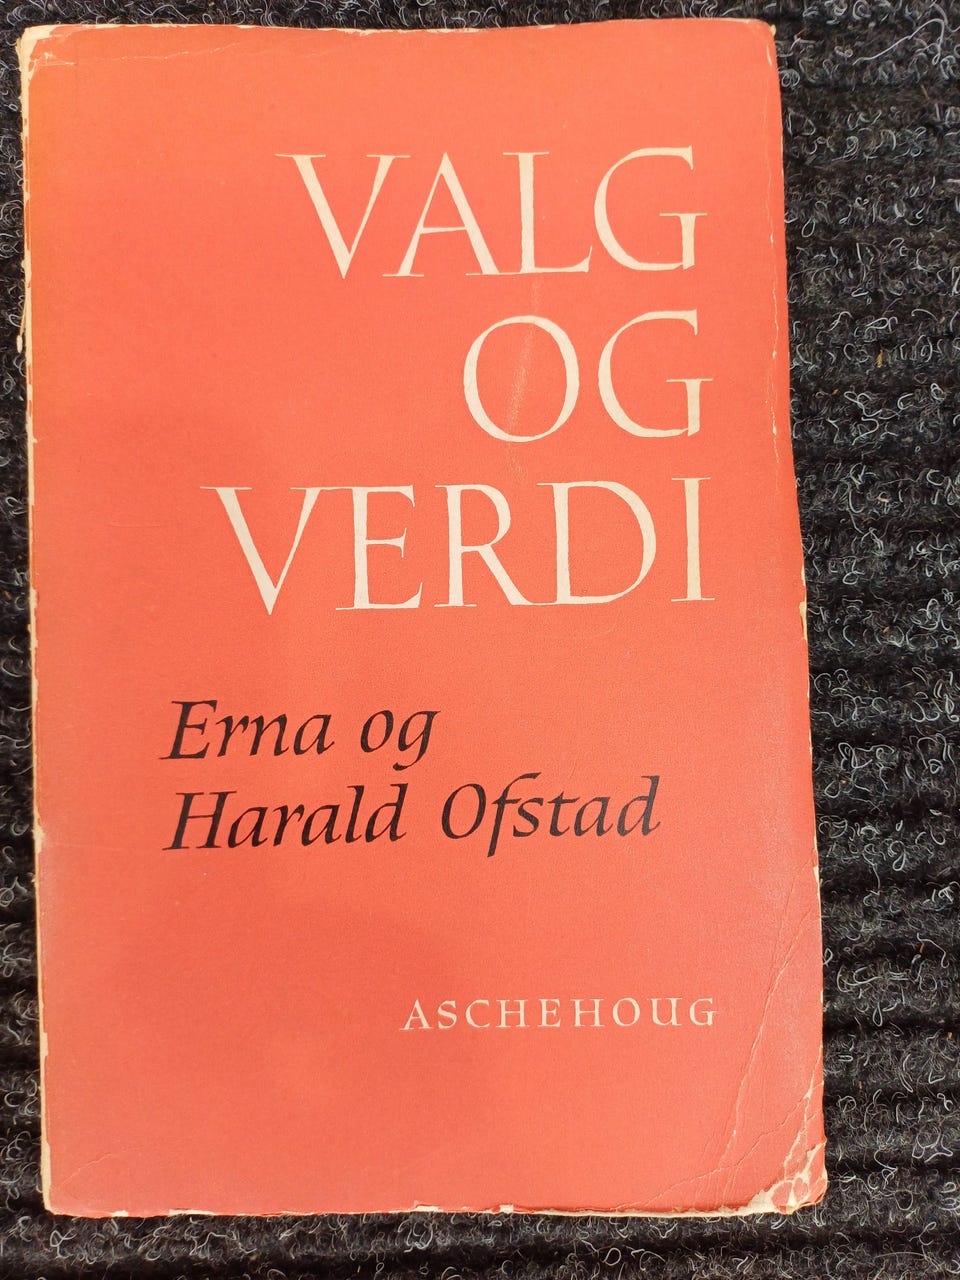 VALG
OG
VERDI
Erna og
Harald Ofstad
ASCHEHOUG